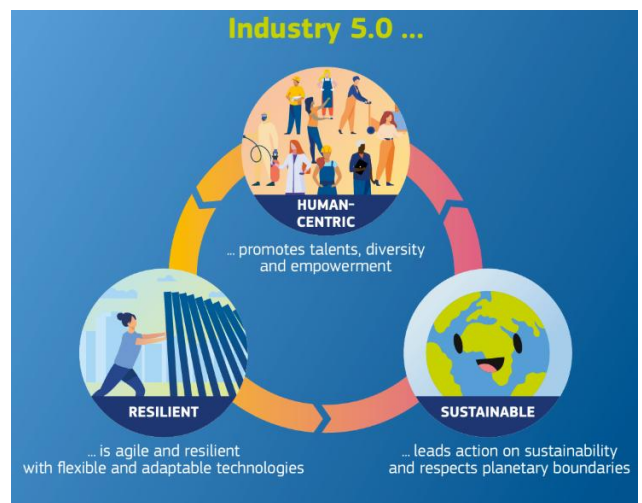 Industry 5.0 ...
HUMAN-
CENTRIC
... promotes talents, diversity
and empowerment
RESILIENT
... is agile and resilient
with flexible and adaptable technologies
SUSTAINABLE
... leads action on sustainability
and respects planetary boundaries